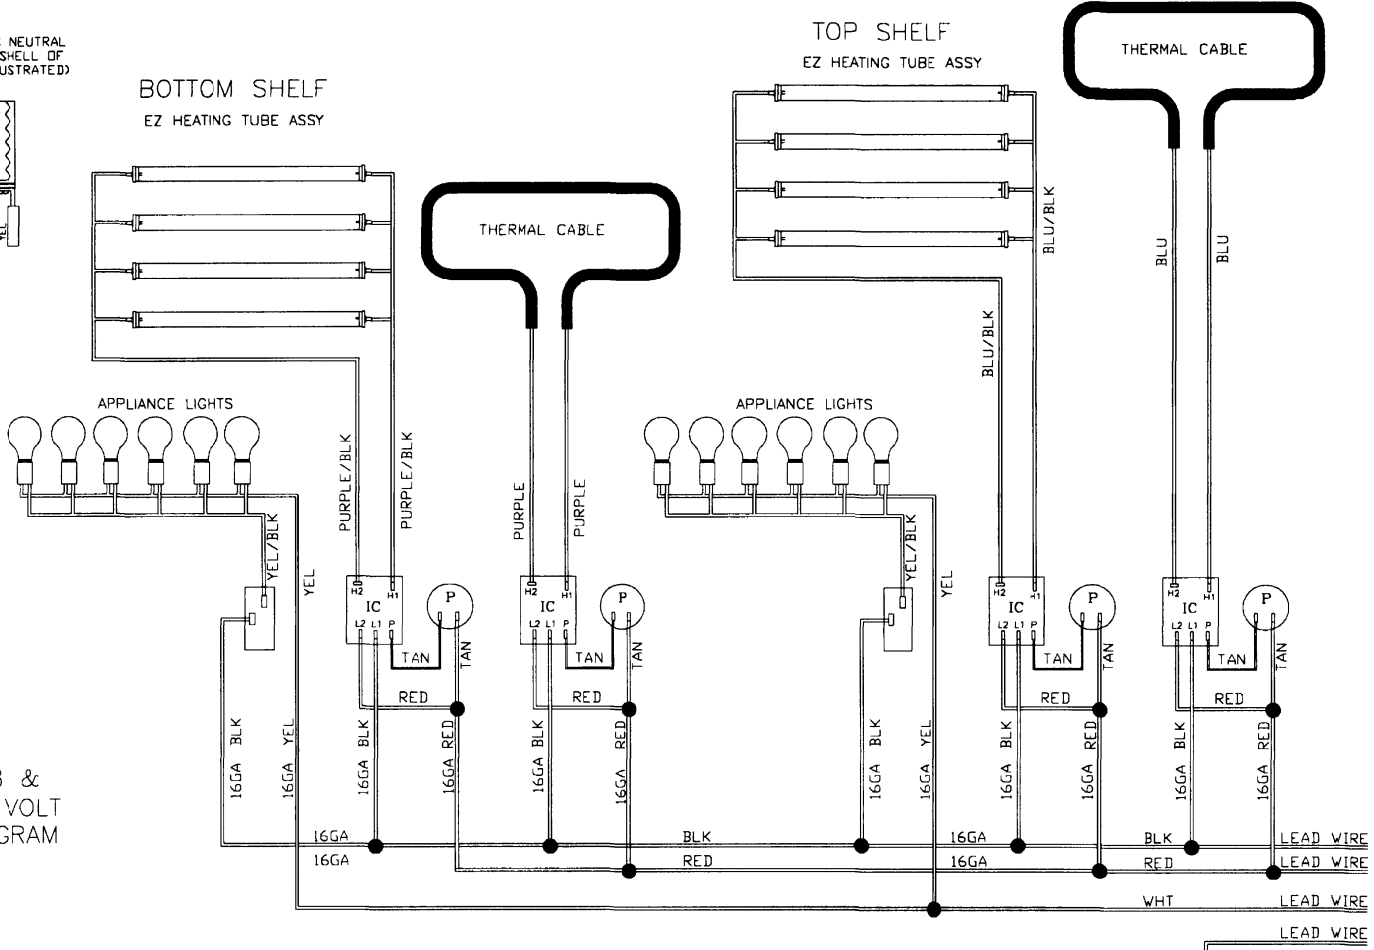 NEUTRAL
SHELL OF
USTRATED)
YEL
BOTTOM SHELF
EZ HEATING TUBE ASSY
THERMAL CABLE
TOP SHELF
EZ HEATING TUBE ASSY
THERMAL CABLE
BLU/BLK
BLU
BLU
BLU/BLK
APPLIANCE LIGHTS
APPLIANCE LIGHTS
PURPLE/BLK
PURPLE/BLK
PURPLE
PURPLE
YEL/BLK
YEL
YEL/BLK
YEL
H2 H1
IC
L2 L1 P
P
H2 H1
IC
L2 L1 P
P
H2 H1
IC
L2 L1 P
P
H2 H1
IC
L2 L1 P
P
TAN
TAN
TAN
TAN
TAN
TAN
TAN
TAN
RED
RED
RED
RED
16GA BLK
16GA YEL
16GA BLK
16GA RED
16GA BLK
16GA RED
16GA BLK
16GA YEL
16GA BLK
16GA RED
16GA BLK
16GA RED
&
VOLT
GRAM
16GA BLK 16GA BLK LEAD WIRE
16GA RED 16GA RED LEAD WIRE
WHT LEAD WIRE
LEAD WIRE